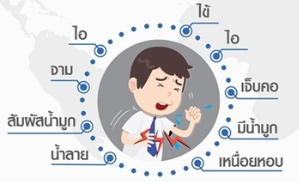 ไข้
ไอ
ไอ
จาม
เจ็บคอ
สัมผัสน้ำมูก
มีน้ำมูก
น้ำลาย
เหนื่อยหอบ